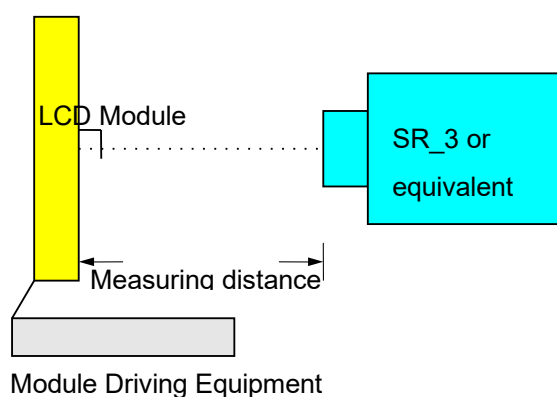 LCD Module
SR_3 or
equivalent
Measuring distance
Module Driving Equipment